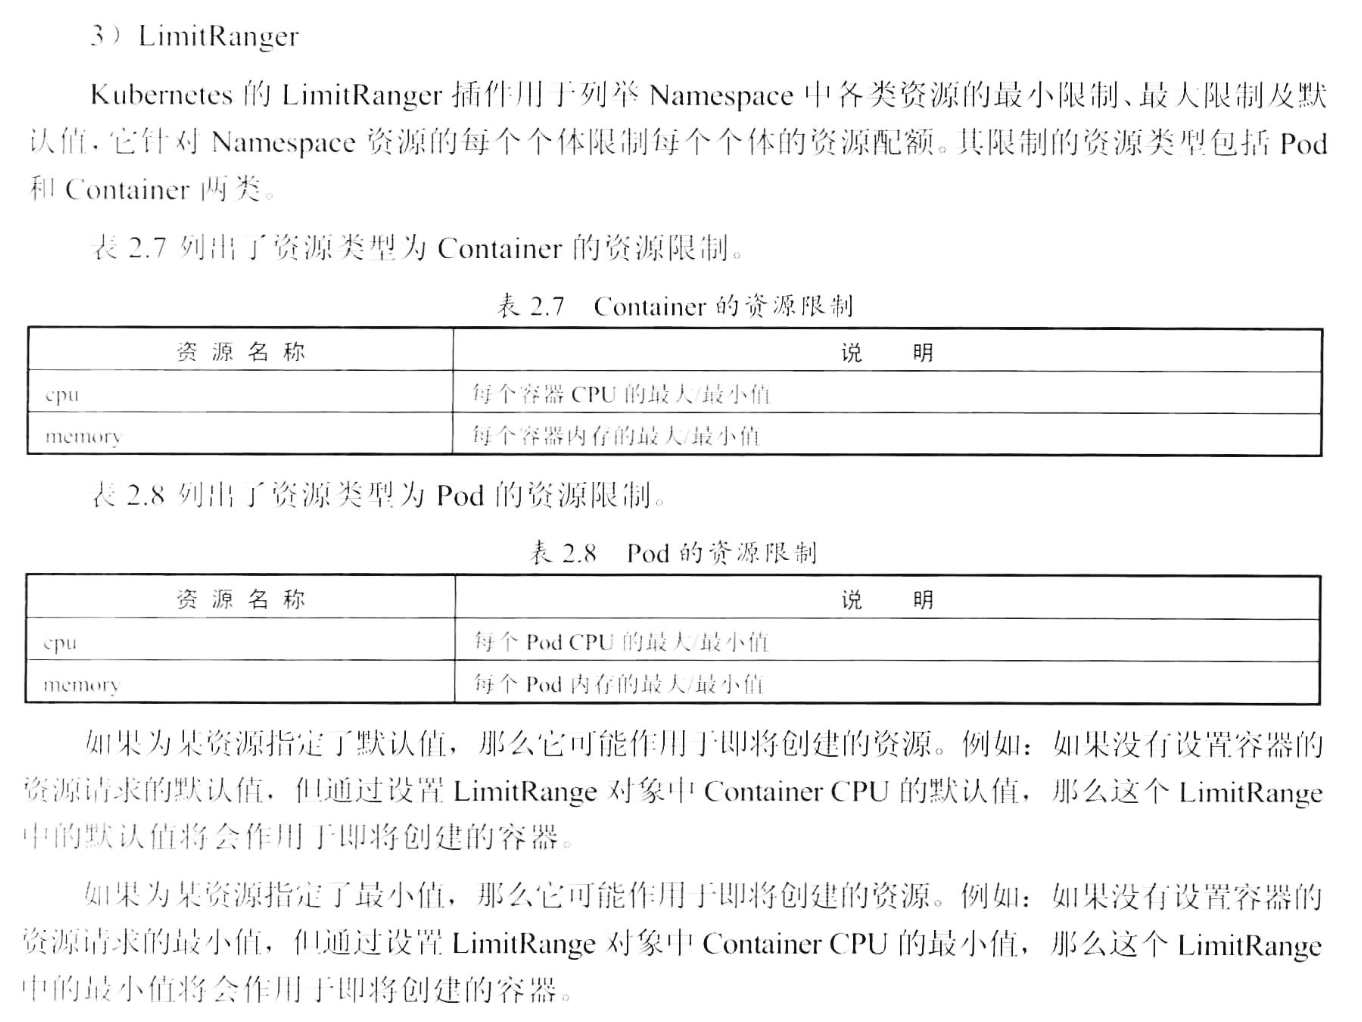 3）LimitRanger
Kubernetes 的 LimitRanger 插件用于列举 Namespace 中各类资源的最小限制、最大限制及默
认值，它针对 Namespace 资源的每个个体限制每个个体的资源配额。其限制的资源类型包括 Pod
和 Container 两类。
表 2.7 列出了资源类型为 Container 的资源限制。
表 2.7 Container 的资源限制
资源名称 说明
cpu 每个容器 CPU 的最大/最小值
memory 每个容器内存的最大/最小值
表 2.8 列出了资源类型为 Pod 的资源限制。
表 2.8 Pod 的资源限制
资源名称 说明
cpu 每个 Pod CPU 的最大/最小值
memory 每个 Pod 内存的最大/最小值
如果为某资源指定了默认值，那么它可能作用于即将创建的资源。例如：如果没有设置容器的
资源请求的默认值，但通过设置 LimitRange 对象中 Container CPU 的默认值，那么这个 LimitRange
中的默认值将会作用于即将创建的容器。
如果为某资源指定了最小值，那么它可能作用于即将创建的资源。例如：如果没有设置容器的
资源请求的最小值，但通过设置 LimitRange 对象中 Container CPU 的最小值，那么这个 LimitRange
中的最小值将会作用于即将创建的容器。